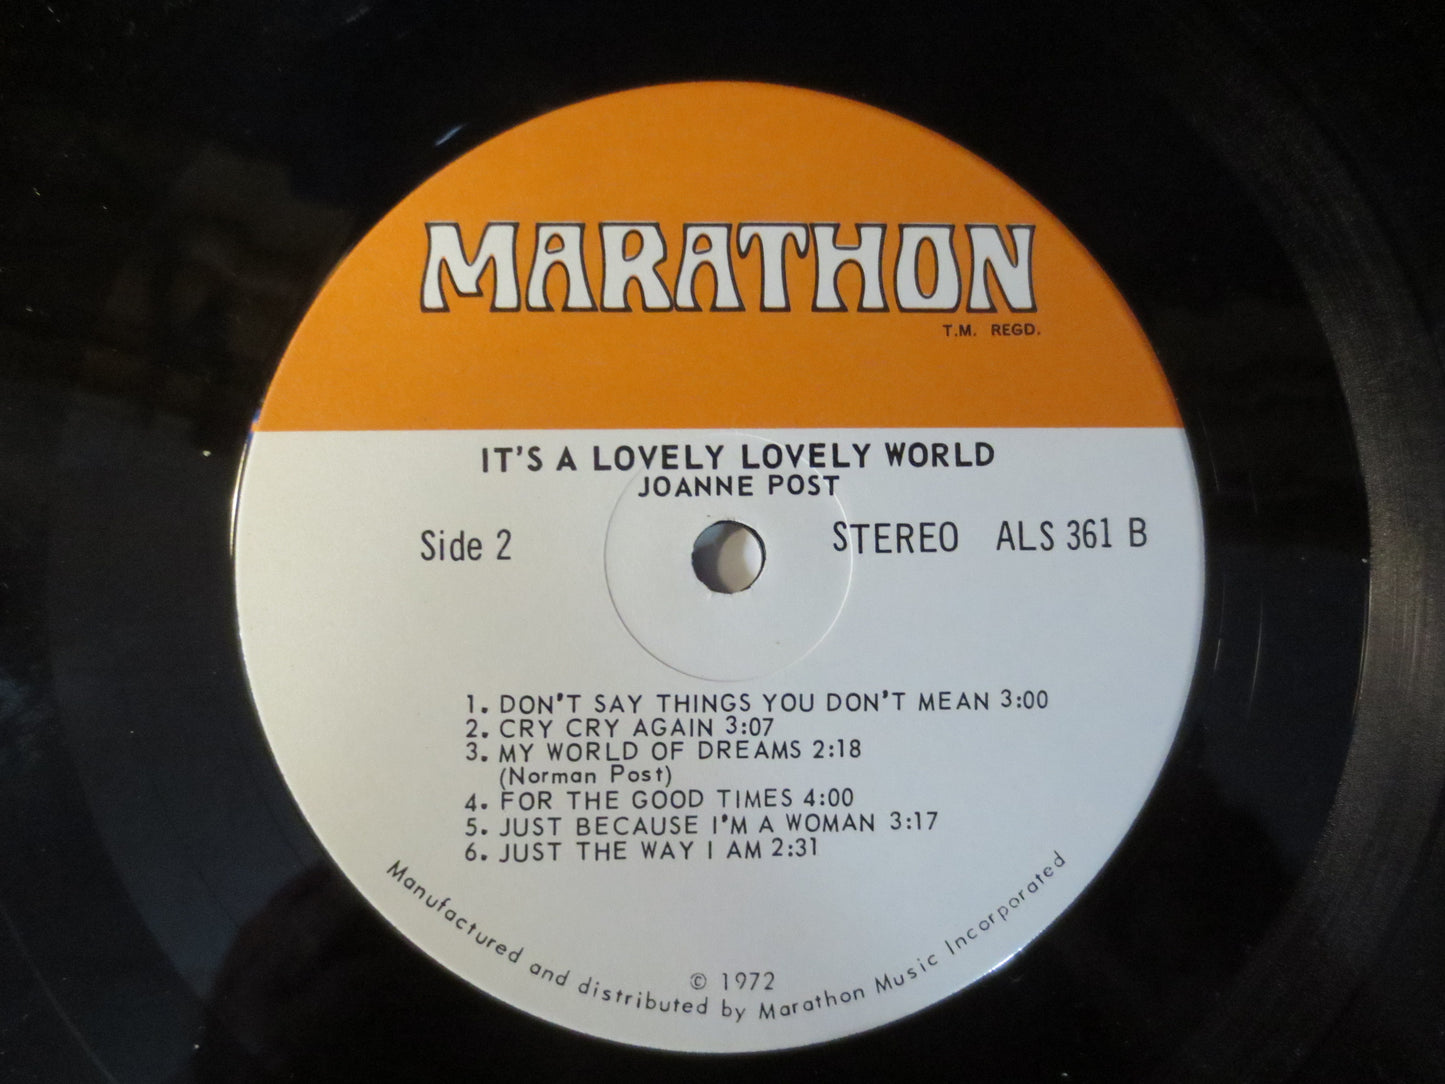 MARATHON
T.M. REGD.
IT'S A LOVELY LOVELY WORLD
JOANNE POST
Side 2
STEREO ALS 361 B
1. DON'T SAY THINGS YOU DON'T MEAN 3:00
2. CRY CRY AGAIN 3:07
3. MY WORLD OF DREAMS 2:18
(Norman Post)
4. FOR THE GOOD TIMES 4:00
5. JUST BECAUSE I'M A WOMAN 3:17
6. JUST THE WAY I AM 2:31
© 1972
Manufactured and distributed by Marathon Music Incorporated